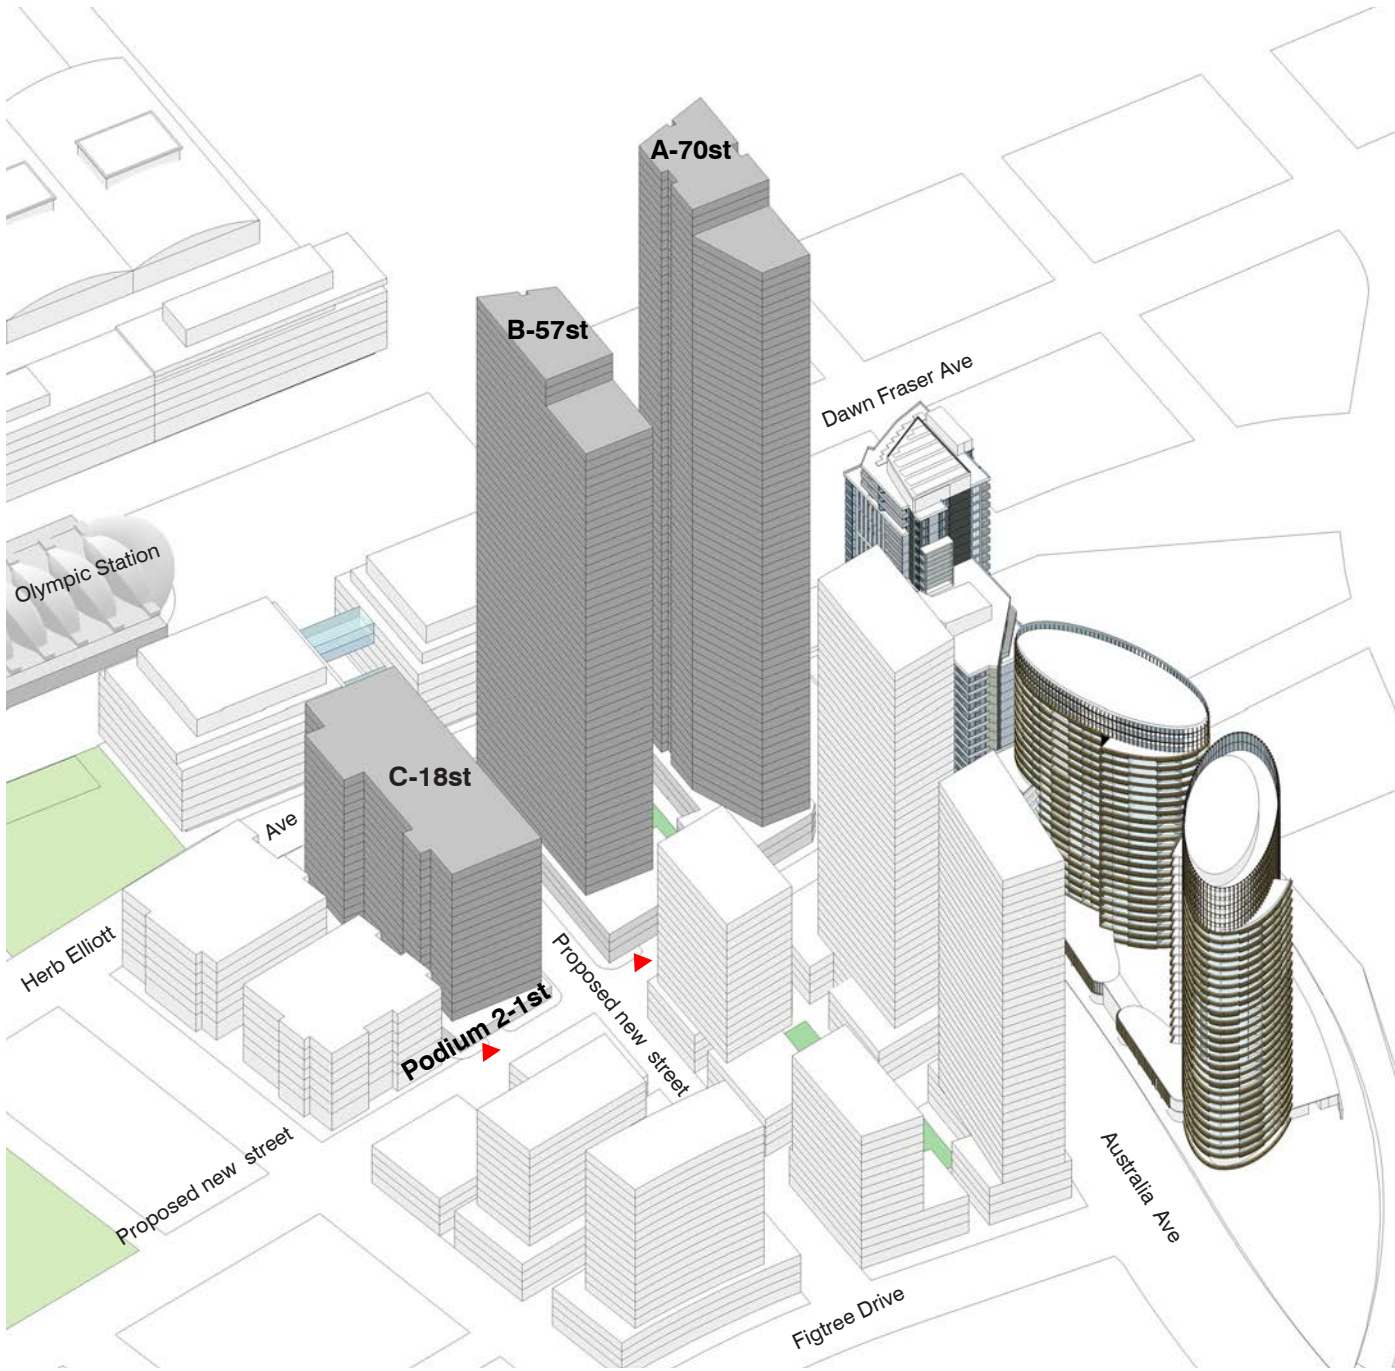 A-70st
B-57st
Dawn Fraser Ave
Olympic Station
C-18st
Ave
Herb Elliott
Proposed new street
Podium 2-1st
Proposed new street
Australia Ave
Figtree Drive